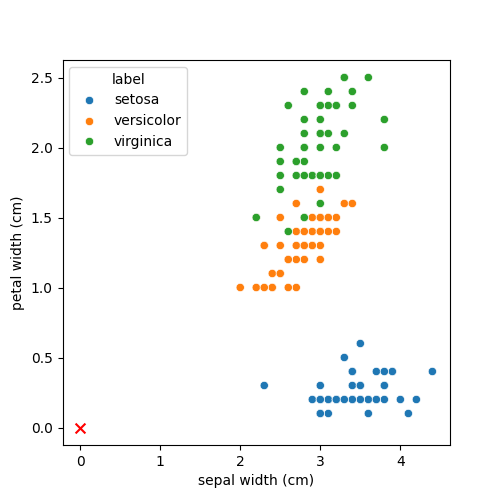 label
setosa
versicolor
virginica
2.5
2.0
1.5
1.0
0.5
0.0
petal width (cm)
0 1 2 3 4
sepal width (cm)